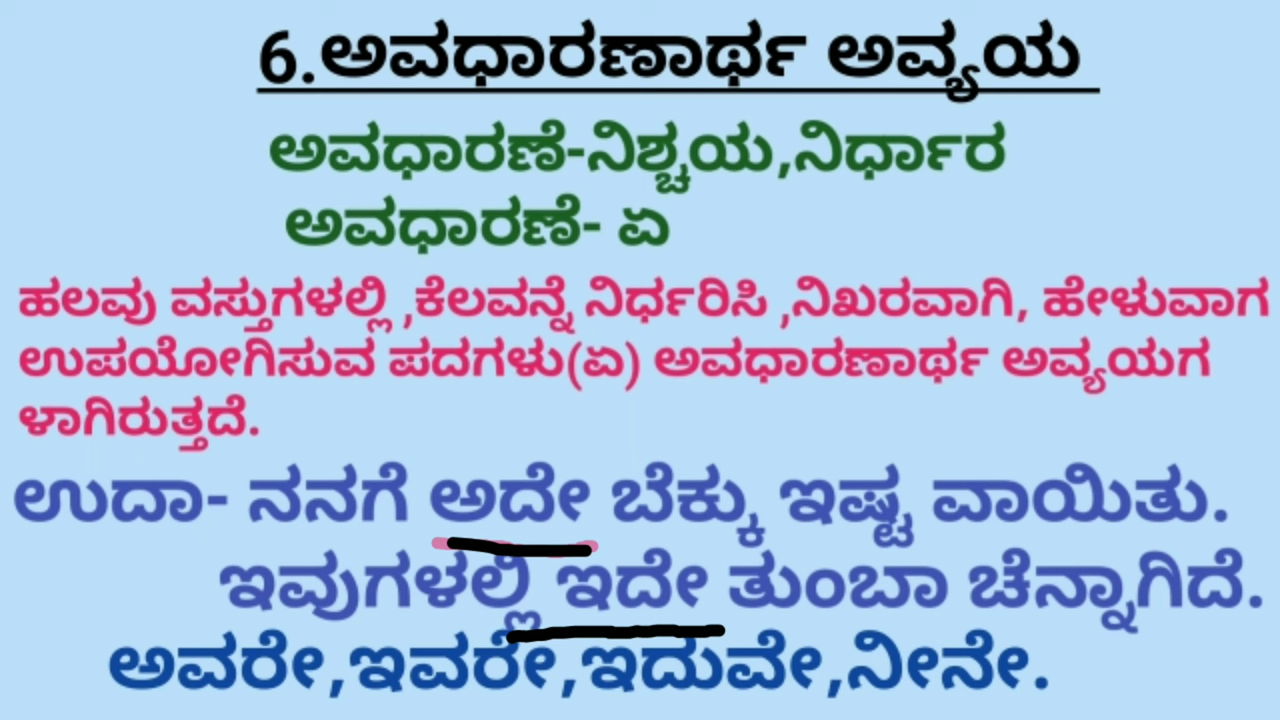 6.ಅವಧಾರಣಾರ್ಥ ಅವ್ಯಯ
ಅವಧಾರಣೆ-ನಿಶ್ಚಯ,ನಿರ್ಧಾರ
ಅವಧಾರಣೆ- ಏ
ಹಲವು ವಸ್ತುಗಳಲ್ಲಿ ,ಕೆಲವನ್ನೆ ನಿರ್ಧರಿಸಿ ,ನಿಖರವಾಗಿ, ಹೇಳುವಾಗ
ಉಪಯೋಗಿಸುವ ಪದಗಳು(ಏ) ಅವಧಾರಣಾರ್ಥ ಅವ್ಯಯಗ
ಳಾಗಿರುತ್ತದೆ.
ಉದಾ- ನನಗೆ ಅದೇ ಬೆಕ್ಕು ಇಷ್ಟ ವಾಯಿತು.
ಇವುಗಳಲ್ಲಿ ಇದೇ ತುಂಬಾ ಚೆನ್ನಾಗಿದೆ.
ಅವರೇ,ಇವರೇ,ಇದುವೇ,ನೀನೇ.